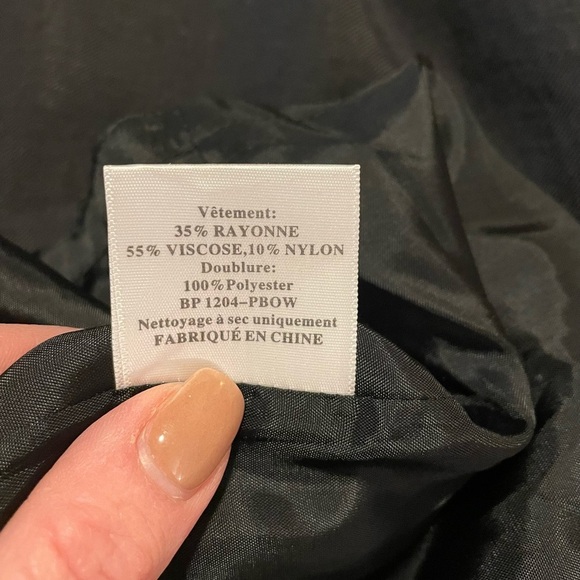 Vêtement:
35% RAYONNE
55% VISCOSE,10% NYLON
Doublure:
100%Polyester
BP 1204-PBOW
Nettoyage à sec uniquement
FABRIQUÉ EN CHINE